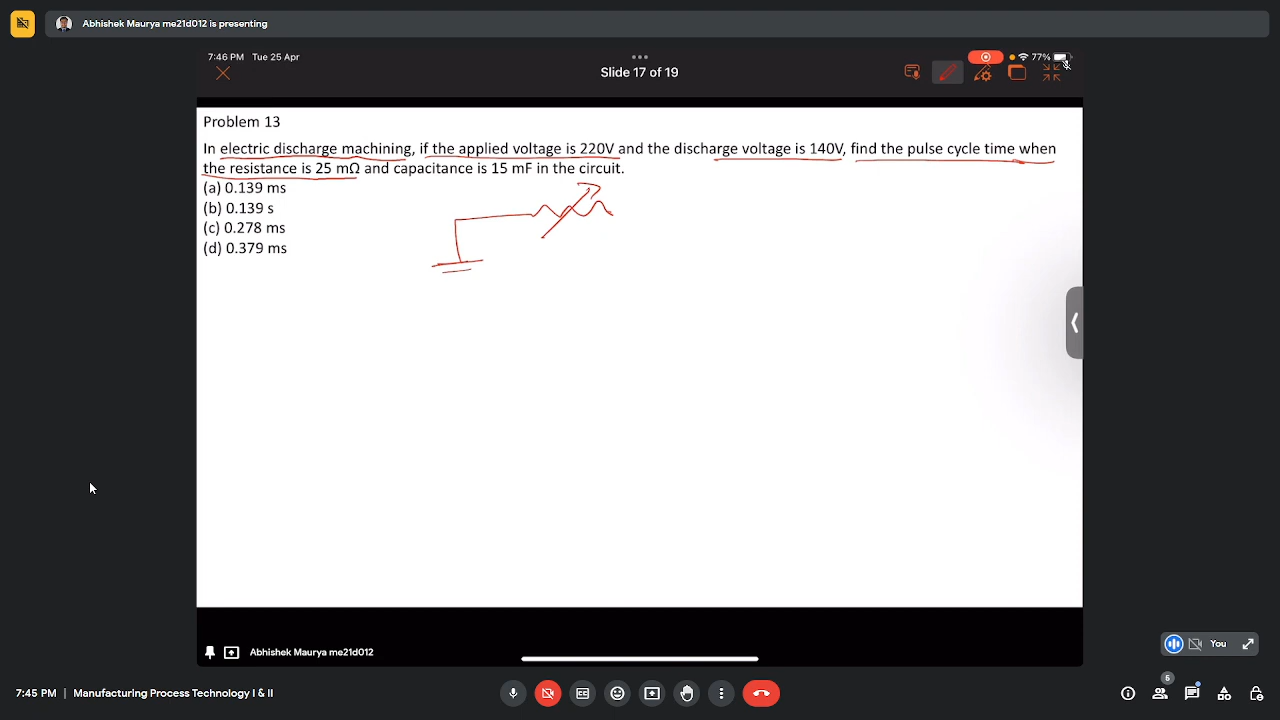 Abhishek Maurya me21d012 is presenting
7:46 PM Tue 25 Apr
77%
Slide 17 of 19
Problem 13
In electric discharge machining, if the applied voltage is 220V and the discharge voltage is 140V, find the pulse cycle time when
the resistance is 25 mΩ and capacitance is 15 mF in the circuit.
(a) 0.139 ms
(b) 0.139 s
(c) 0.278 ms
(d) 0.379 ms
You
Abhishek Maurya me21d012
6
7:45 PM | Manufacturing Process Technology I & II